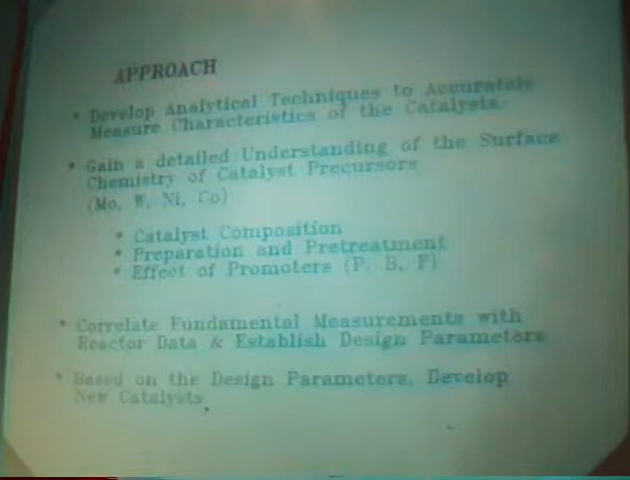 APPROACH
* Develop Analytical Techniques to Accurately
Measure Characteristics of the Catalysts
* Gain a detailed Understanding of the Surface
Chemistry of Catalyst Precursors
(Mo, W, Ni, Co)
* Catalyst Composition
* Preparation and Pretreatment
* Effect of Promoters (P, B, F)
* Correlate Fundamental Measurements with
Reactor Data & Establish Design Parameters
* Based on the Design Parameters, Develop
New Catalysts